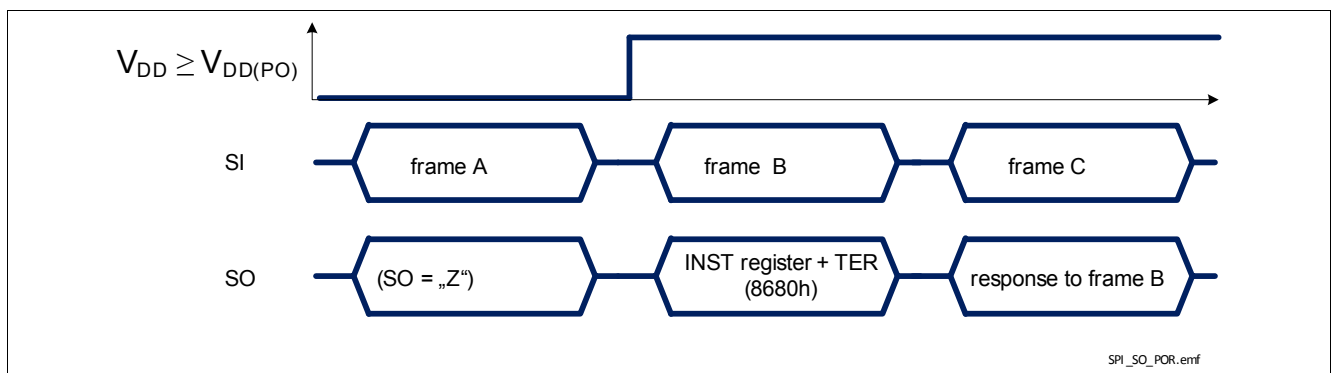 VDD ≥ VDD(PO)
SI
frame A
frame B
frame C
SO
(SO = „Z“)
INST register + TER
(8680h)
response to frame B
SPI_SO_POR.emf